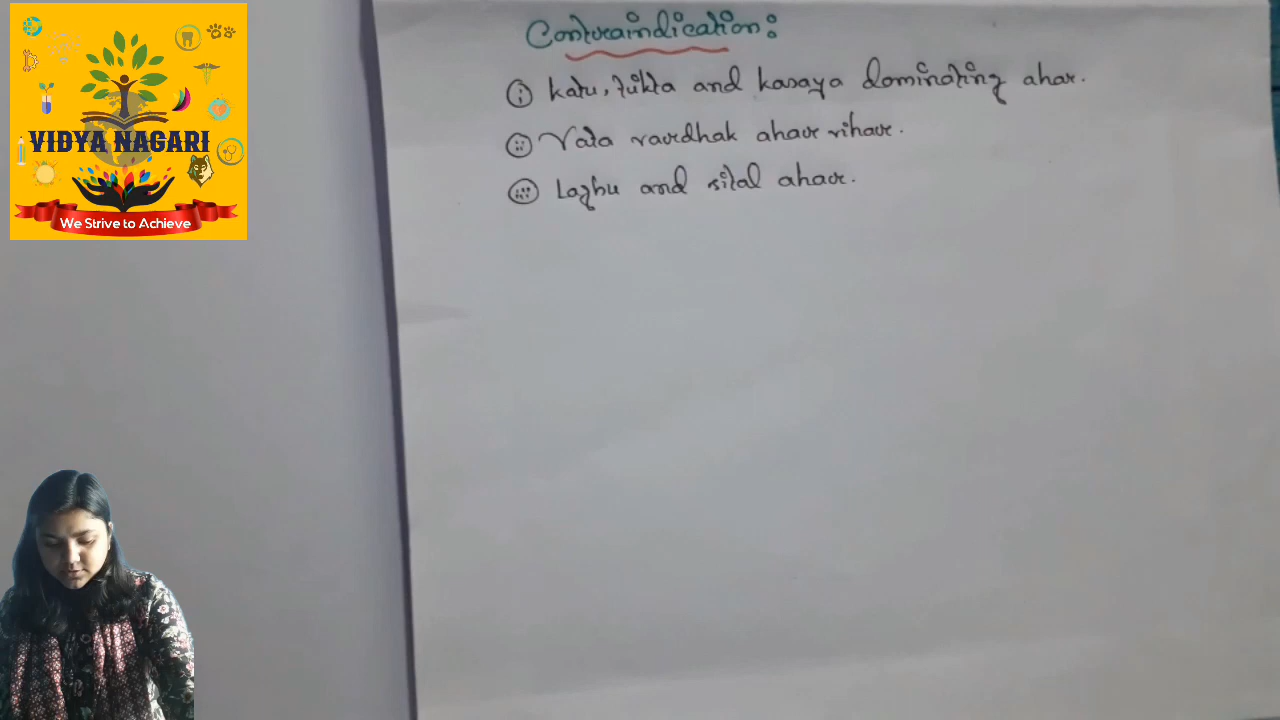 VIDYA NAGARI
We Strive to Achieve
Contraindication:
(i) Katu, tikta and kasaya dominating ahar.
(ii) Vata vardhak ahar vihar.
(iii) Laghu and sital ahar.